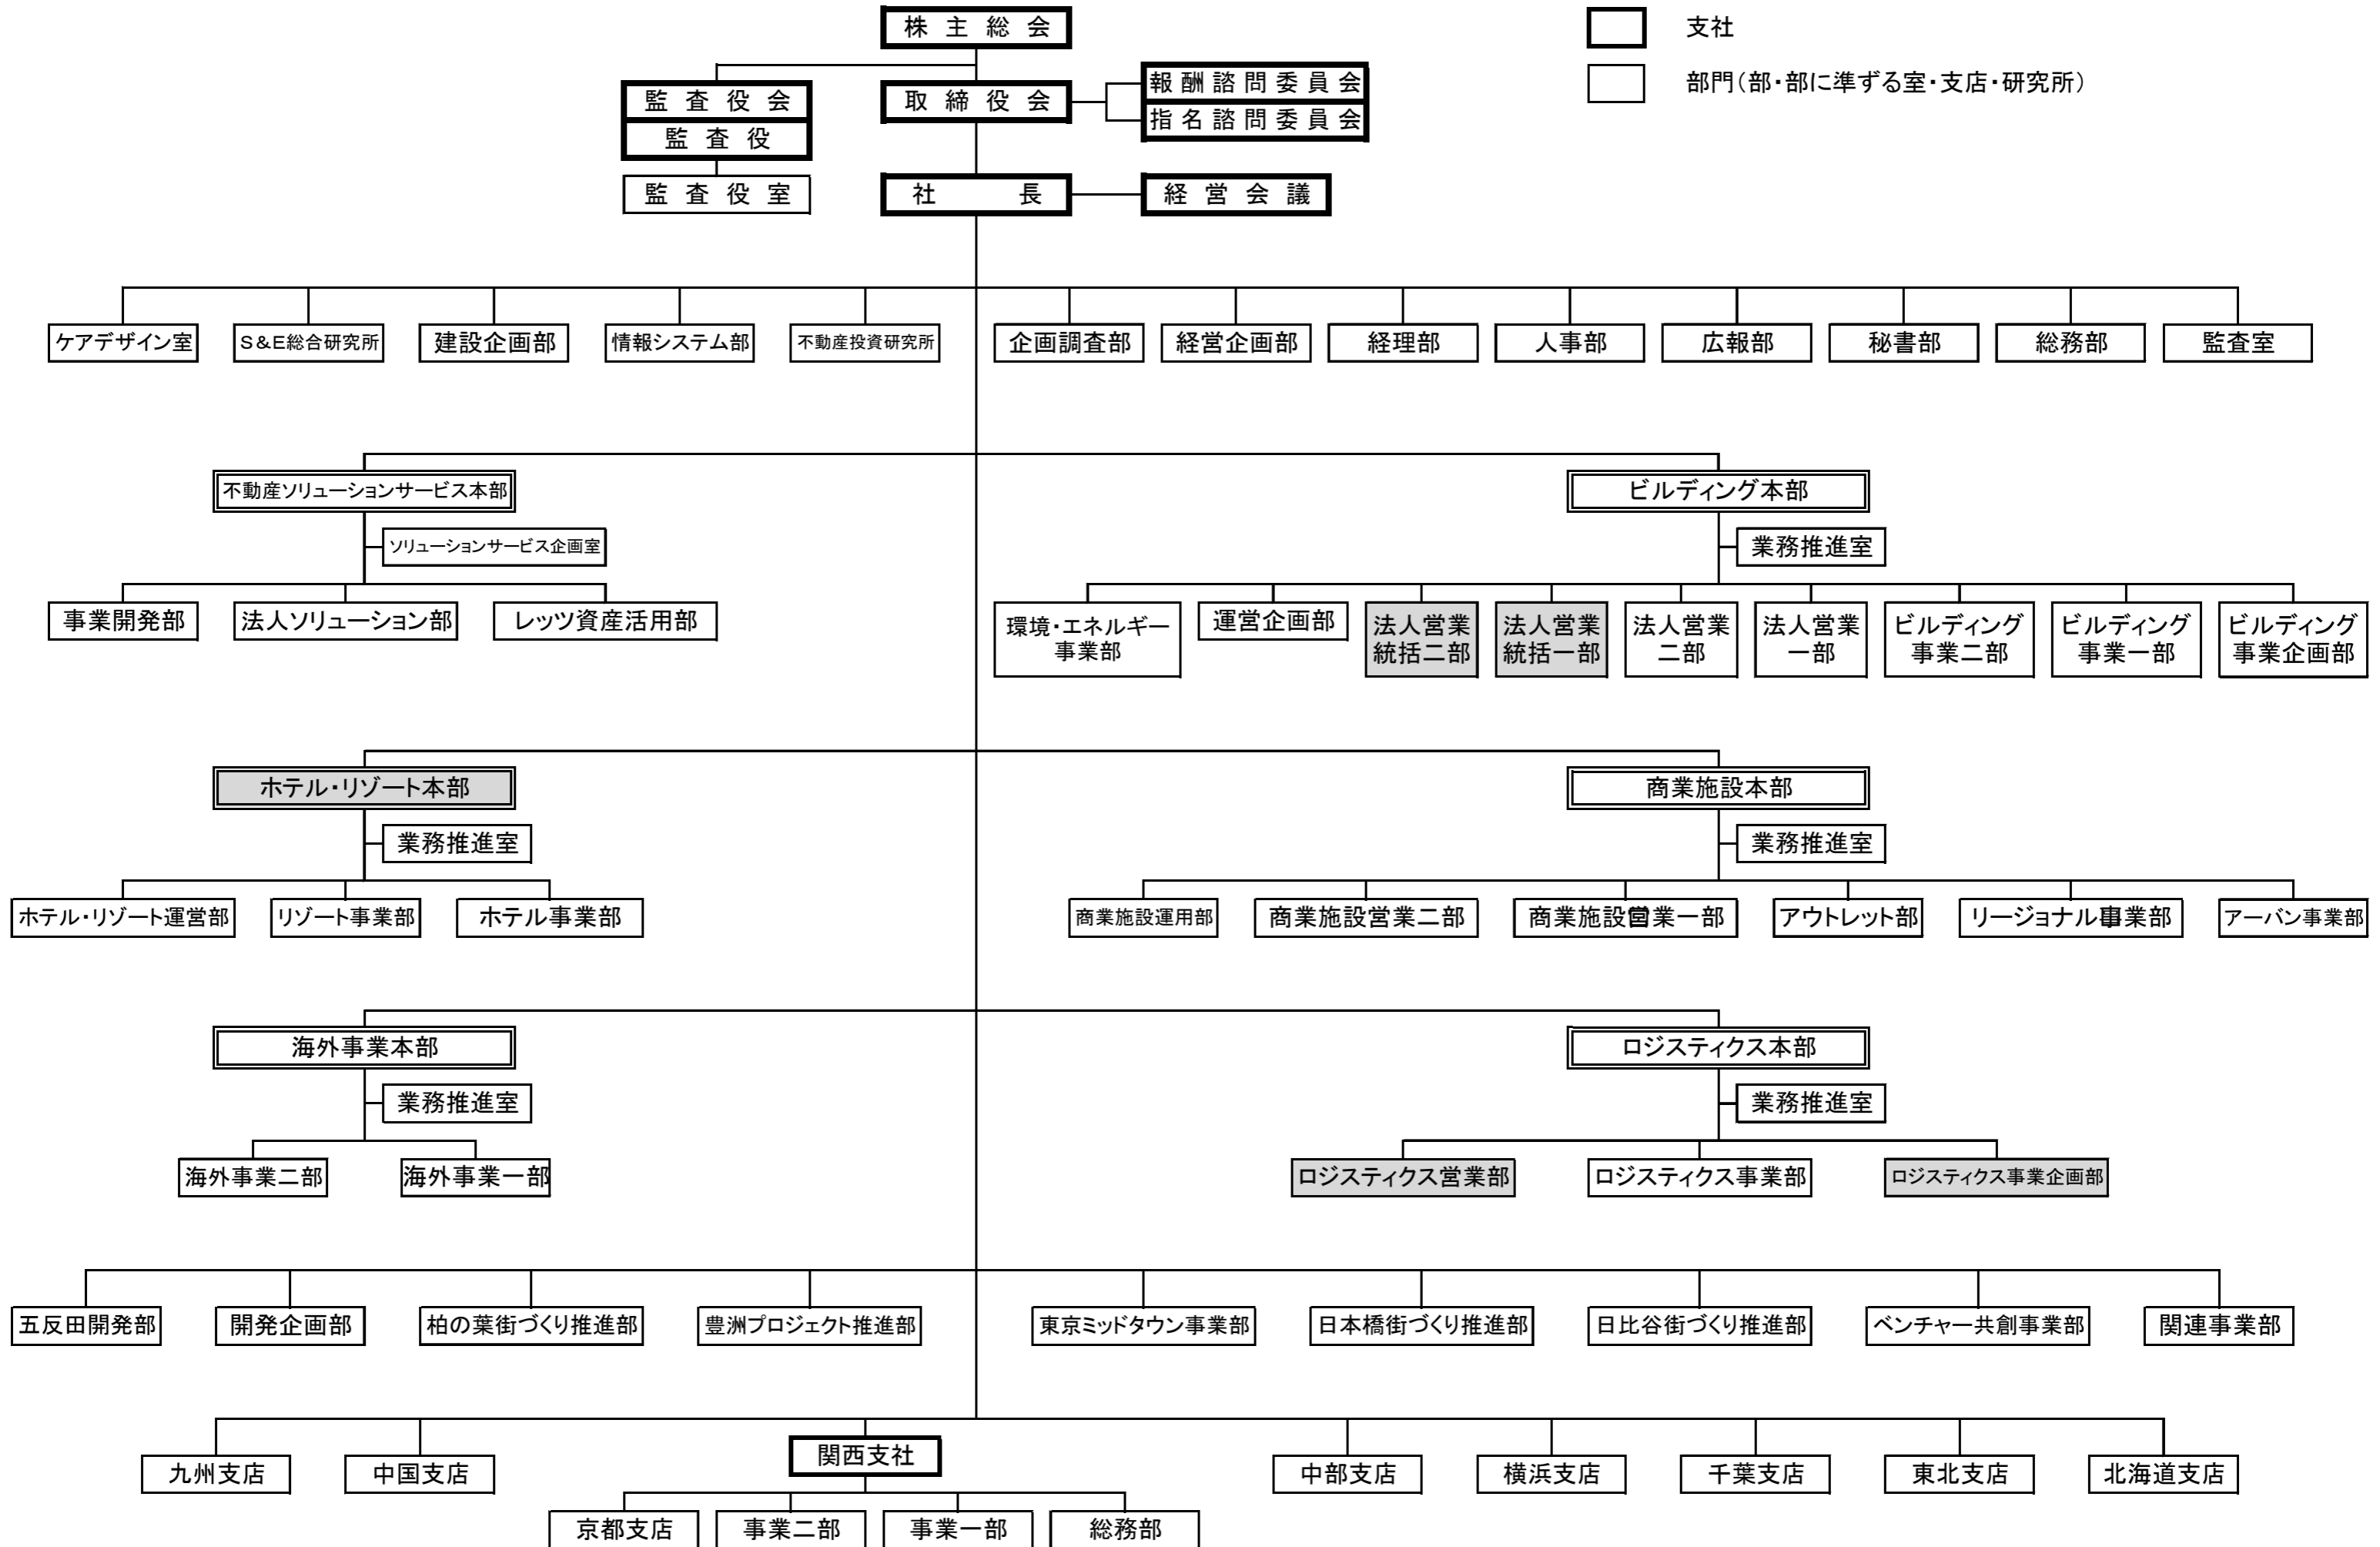 株主総会
支社
部門(部・部に準ずる室・支店・研究所)
監査役会
監査役
取締役会
報酬諮問委員会
指名諮問委員会
監査役室
社長
経営会議
ケアデザイン室
S&E総合研究所
建設企画部
情報システム部
不動産投資研究所
企画調査部
経営企画部
経理部
人事部
広報部
秘書部
総務部
監査室
不動産ソリューションサービス本部
ソリューションサービス企画室
事業開発部
法人ソリューション部
レッツ資産活用部
ビルディング本部
業務推進室
環境・エネルギー
事業部
運営企画部
法人営業
統括二部
法人営業
統括一部
法人営業
二部
法人営業
一部
ビルディング
事業二部
ビルディング
事業一部
ビルディング
事業企画部
ホテル・リゾート本部
業務推進室
ホテル・リゾート運営部
リゾート事業部
ホテル事業部
商業施設本部
業務推進室
商業施設運用部
商業施設営業二部
商業施設営業一部
アウトレット部
リージョナル事業部
アーバン事業部
海外事業本部
業務推進室
海外事業二部
海外事業一部
ロジスティクス本部
業務推進室
ロジスティクス営業部
ロジスティクス事業部
ロジスティクス事業企画部
五反田開発部
開発企画部
柏の葉街づくり推進部
豊洲プロジェクト推進部
東京ミッドタウン事業部
日本橋街づくり推進部
日比谷街づくり推進部
ベンチャー共創事業部
関連事業部
九州支店
中国支店
関西支社
京都支店
事業二部
事業一部
総務部
中部支店
横浜支店
千葉支店
東北支店
北海道支店